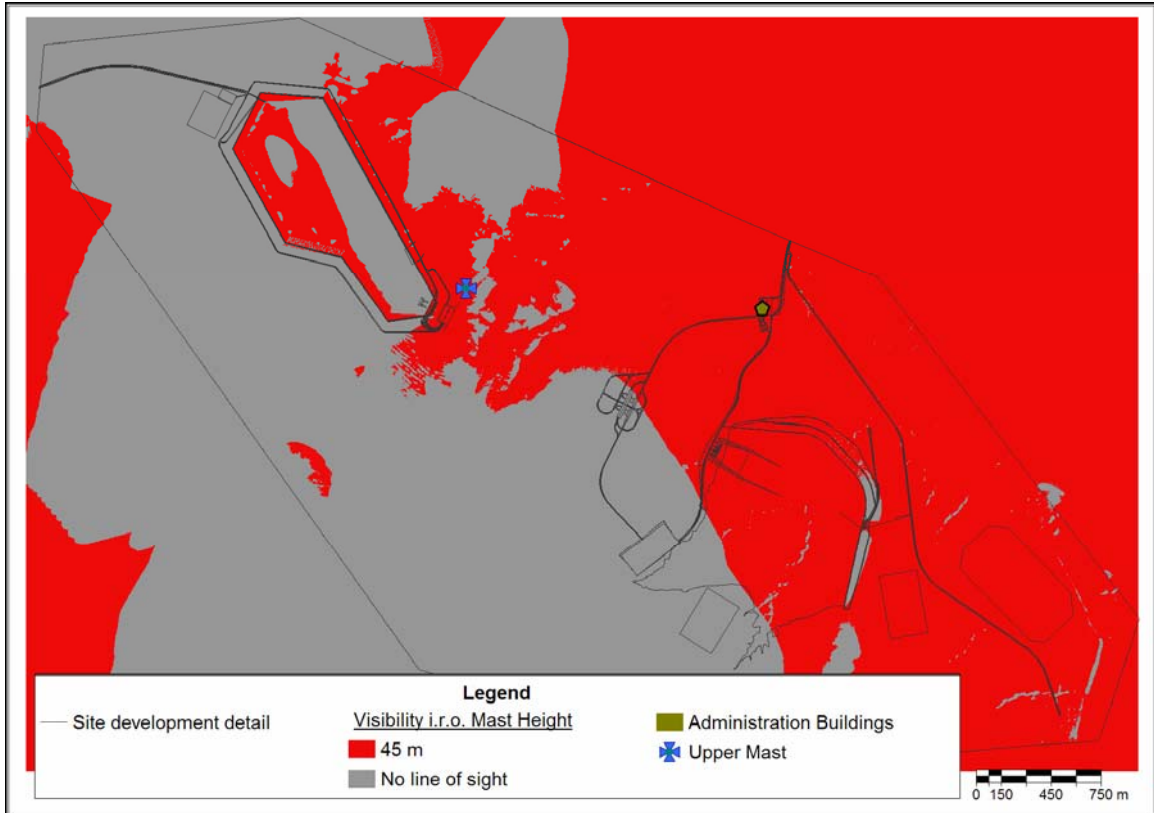 Legend
Site development detail
Visibility i.r.o. Mast Height
45 m
No line of sight
Administration Buildings
Upper Mast
0 150 450 750 m